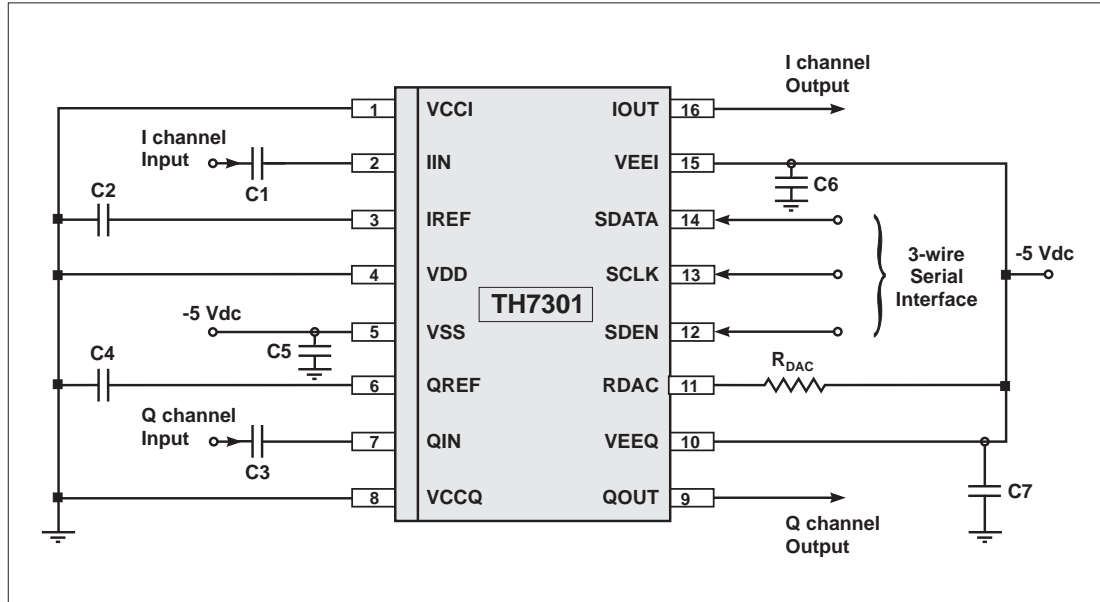 I channel
Output
1 VCCI IOUT 16
I channel
Input
C1
2 IIN VEEI 15
C6
C2
3 IREF SDATA 14
4 VDD SCLK 13
3-wire
Serial
Interface
-5 Vdc
TH7301
-5 Vdc
C5
5 VSS SDEN 12
C4
6 QREF RDAC 11
RDAC
Q channel
Input
C3
7 QIN VEEQ 10
C7
8 VCCQ QOUT 9
Q channel
Output